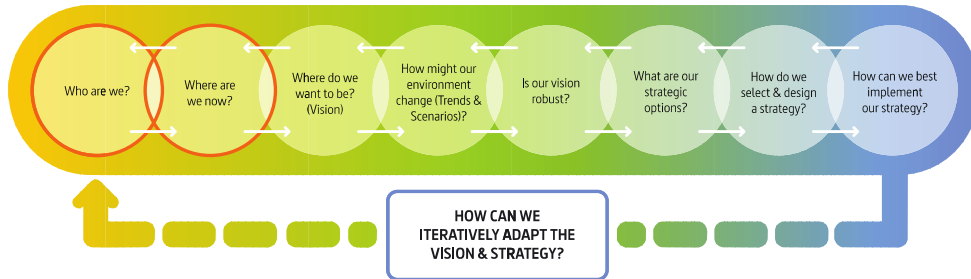 Who are we?
Where are
we now?
Where do we
want to be?
(Vision)
How might our
environment
change (Trends &
Scenarios)?
Is our vision
robust?
What are our
strategic
options?
How do we
select & design
a strategy?
How can we best
implement
our strategy?
HOW CAN WE
ITERATIVELY ADAPT THE
VISION & STRATEGY?